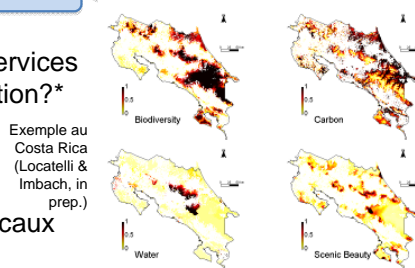 ervices
tion?*
Exemple au
Costa Rica
(Locatelli &
Imbach, in
prep.)
caux
1
0.5
0
Biodiversity
1
0.5
0
Carbon
1
0.5
0
Water
1
0.5
0
Scenic Beauty